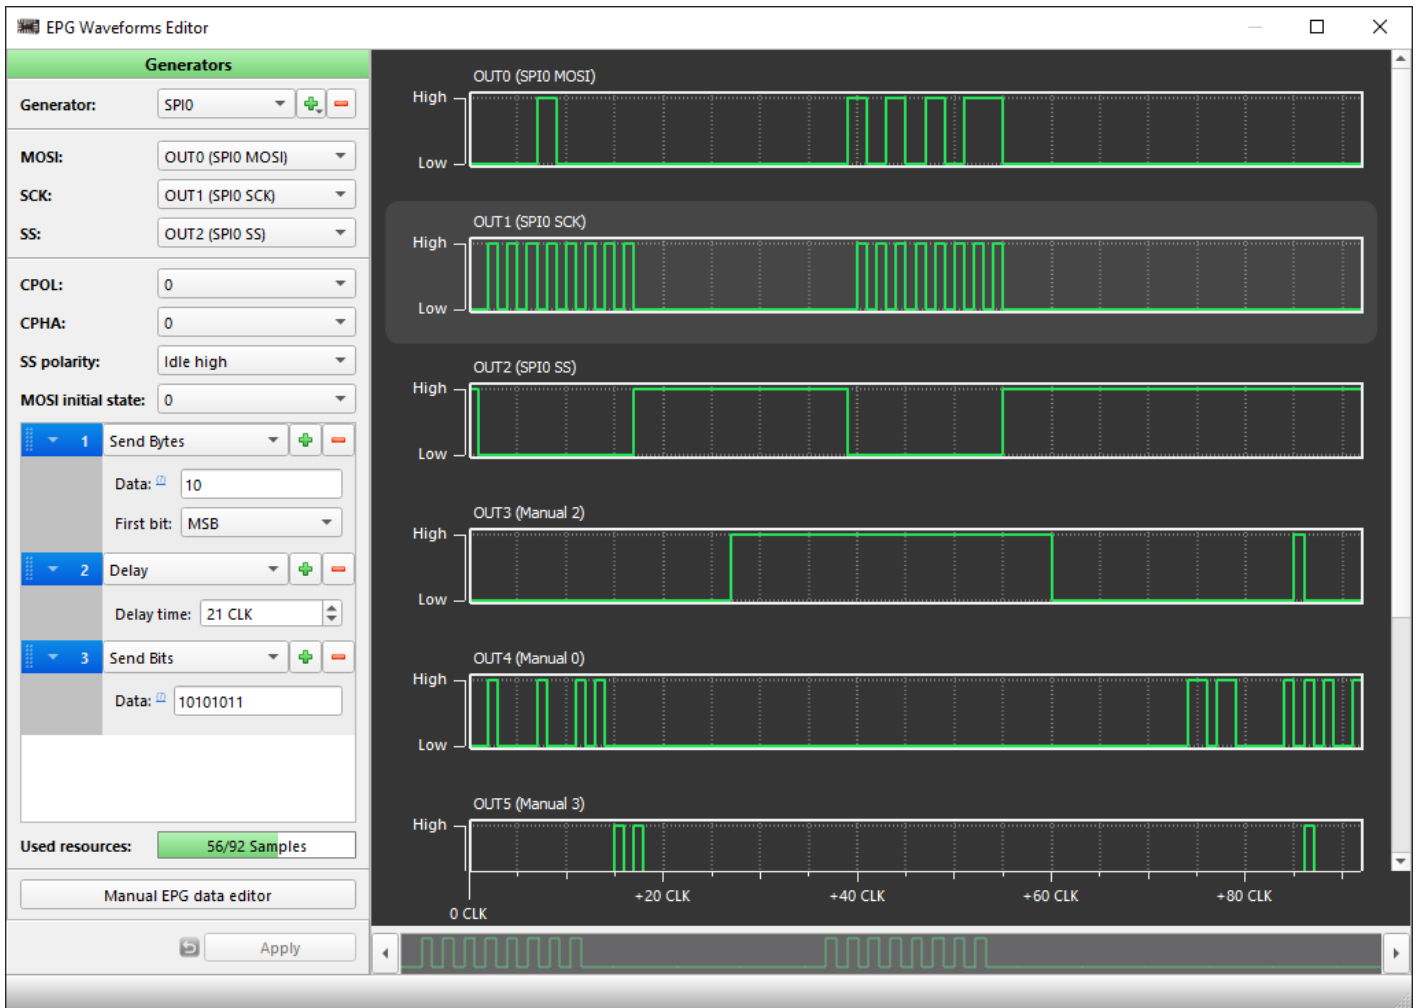 EPG Waveforms Editor
Generators
Generator: SPI0
MOSI: OUT0 (SPI0 MOSI)
SCK: OUT1 (SPI0 SCK)
SS: OUT2 (SPI0 SS)
CPOL: 0
CPHA: 0
SS polarity: Idle high
MOSI initial state: 0
1 Send Bytes
Data: 10
First bit: MSB
2 Delay
Delay time: 21 CLK
3 Send Bits
Data: 10101011
Used resources: 56/92 Samples
Manual EPG data editor
Apply
OUT0 (SPI0 MOSI)
High
Low
OUT1 (SPI0 SCK)
High
Low
OUT2 (SPI0 SS)
High
Low
OUT3 (Manual 2)
High
Low
OUT4 (Manual 0)
High
Low
OUT5 (Manual 3)
High
0 CLK +20 CLK +40 CLK +60 CLK +80 CLK